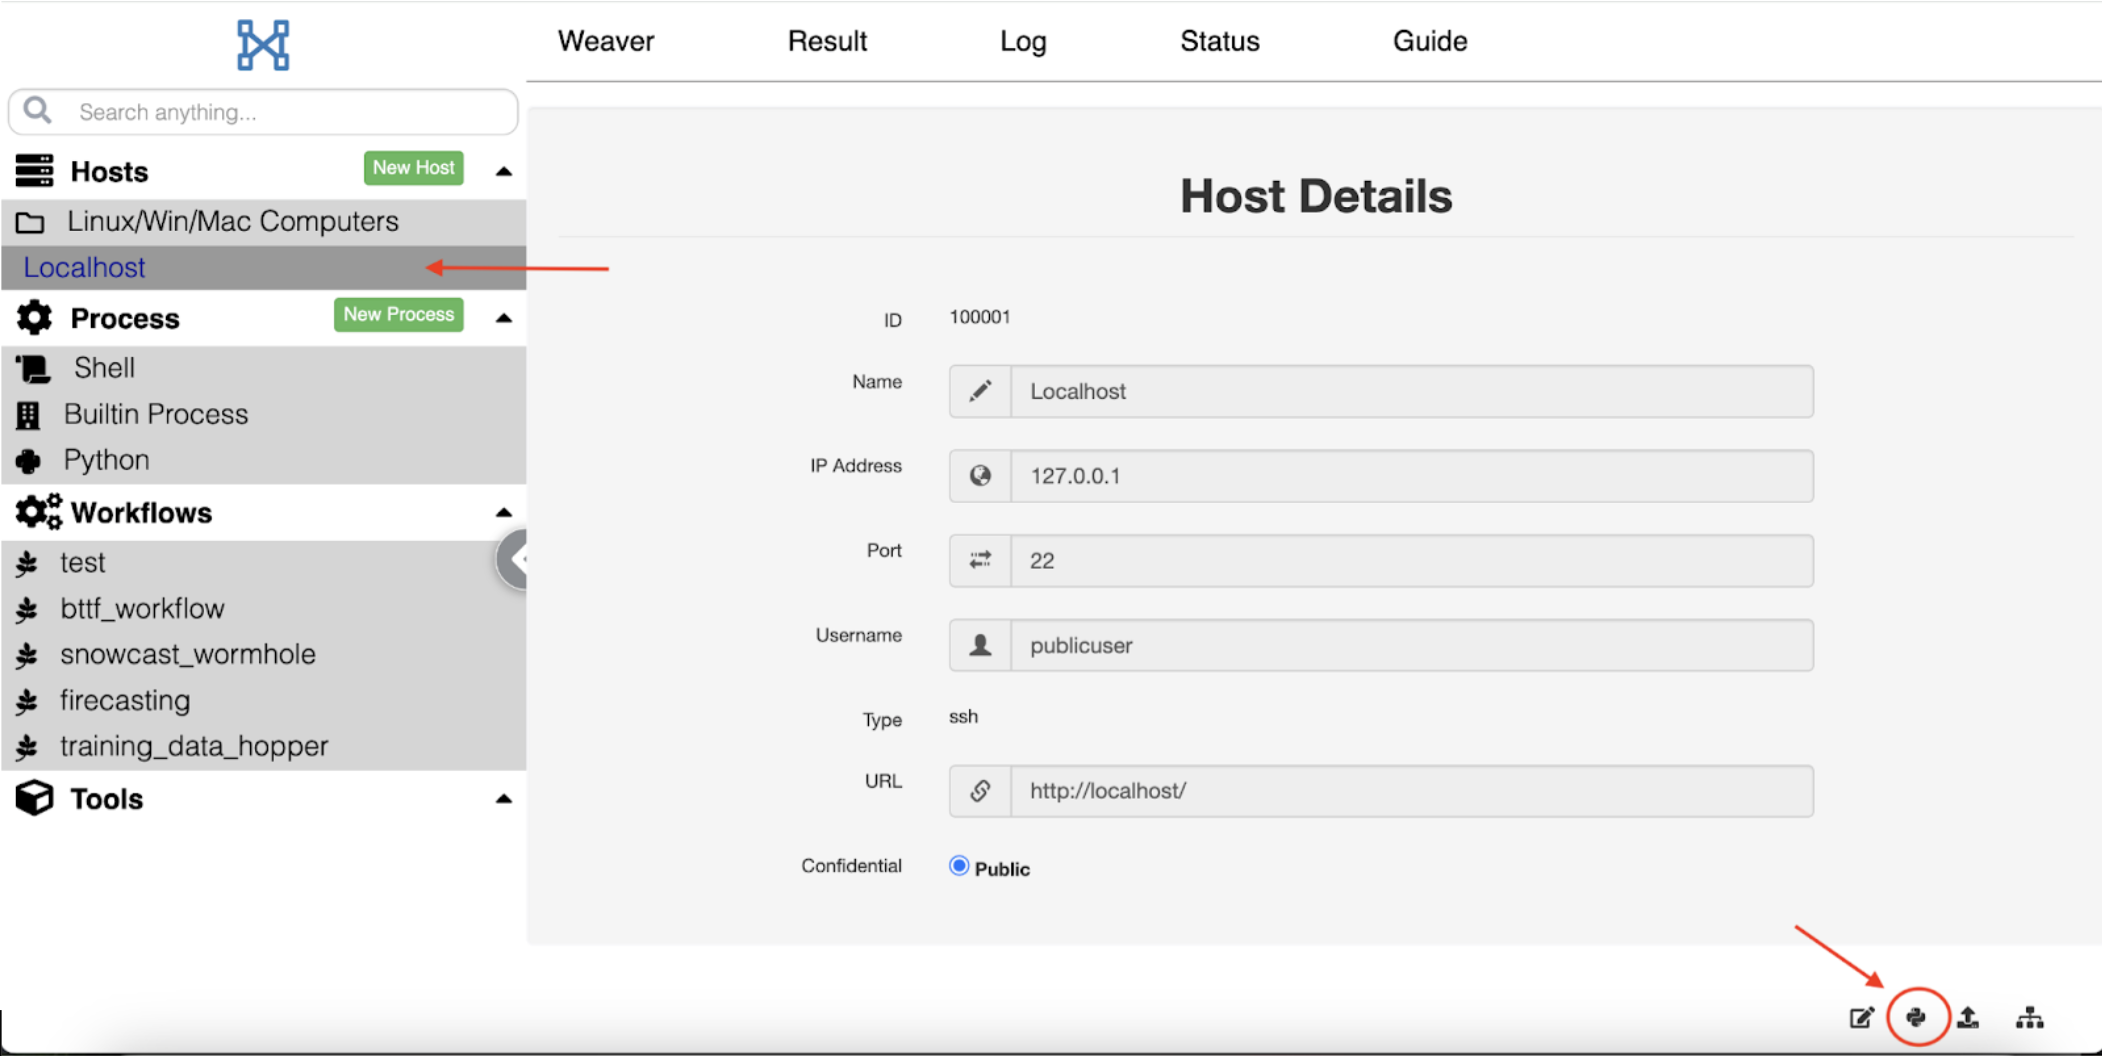 Weaver Result Log Status Guide
Search anything...
Hosts New Host
Linux/Win/Mac Computers
Localhost
Process New Process
Shell
Builtin Process
Python
Workflows
test
bttf_workflow
snowcast_wormhole
firecasting
training_data_hopper
Tools
Host Details
ID 100001
Name Localhost
IP Address 127.0.0.1
Port 22
Username publicuser
Type ssh
URL http://localhost/
Confidential Public